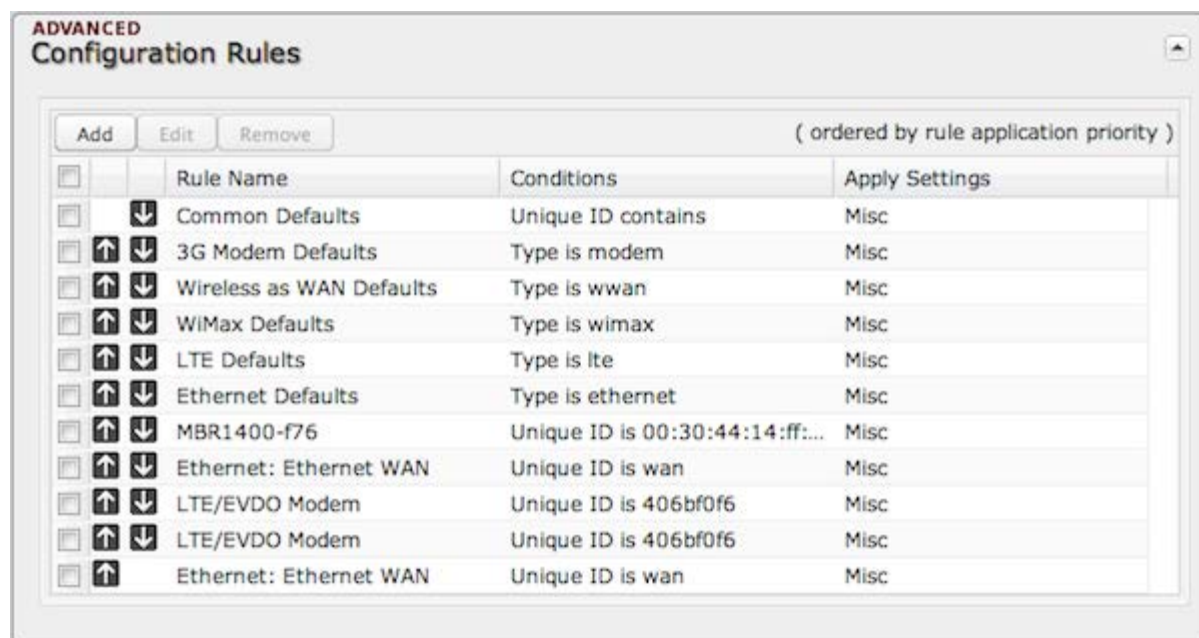 ADVANCED
Configuration Rules
Add Edit Remove ( ordered by rule application priority )
Rule Name Conditions Apply Settings
Common Defaults Unique ID contains Misc
3G Modem Defaults Type is modem Misc
Wireless as WAN Defaults Type is wwan Misc
WiMax Defaults Type is wimax Misc
LTE Defaults Type is lte Misc
Ethernet Defaults Type is ethernet Misc
MBR1400-f76 Unique ID is 00:30:44:14:ff:... Misc
Ethernet: Ethernet WAN Unique ID is wan Misc
LTE/EVDO Modem Unique ID is 406bf0f6 Misc
LTE/EVDO Modem Unique ID is 406bf0f6 Misc
Ethernet: Ethernet WAN Unique ID is wan Misc